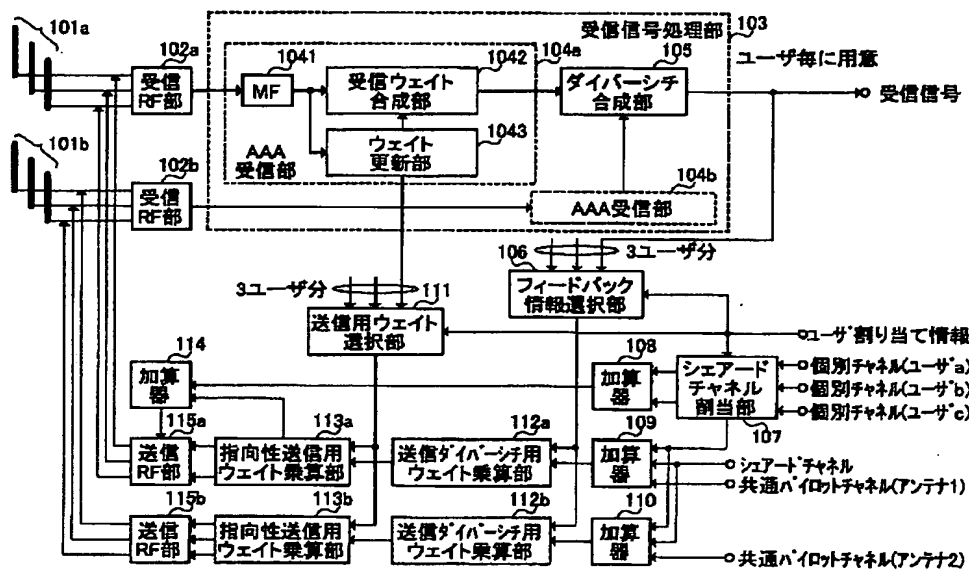 101a
102a
受信
RF部
1041
MF
1042
受信ウェイト
合成部
104a
受信信号処理部
103
105
ダイバーシチ
合成部
ユーザ毎に用意
受信信号
1043
ウェイト
更新部
AAA
受信部
101b
102b
受信
RF部
104b
AAA受信部
3ユーザ分
106
フィードバック
情報選択部
3ユーザ分
111
送信用ウェイト
選択部
ユーザ割り当て情報
114
加算
器
108
加算
器
シェアード
チャネル
割当部
107
個別チャネル(ユーザa)
個別チャネル(ユーザb)
個別チャネル(ユーザc)
115a
送信
RF部
113a
指向性送信用
ウェイト乗算部
112a
送信ダイバーシチ用
ウェイト乗算部
109
加算
器
シェアードチャネル
共通パイロットチャネル(アンテナ1)
115b
送信
RF部
113b
指向性送信用
ウェイト乗算部
112b
送信ダイバーシチ用
ウェイト乗算部
110
加算
器
共通パイロットチャネル(アンテナ2)